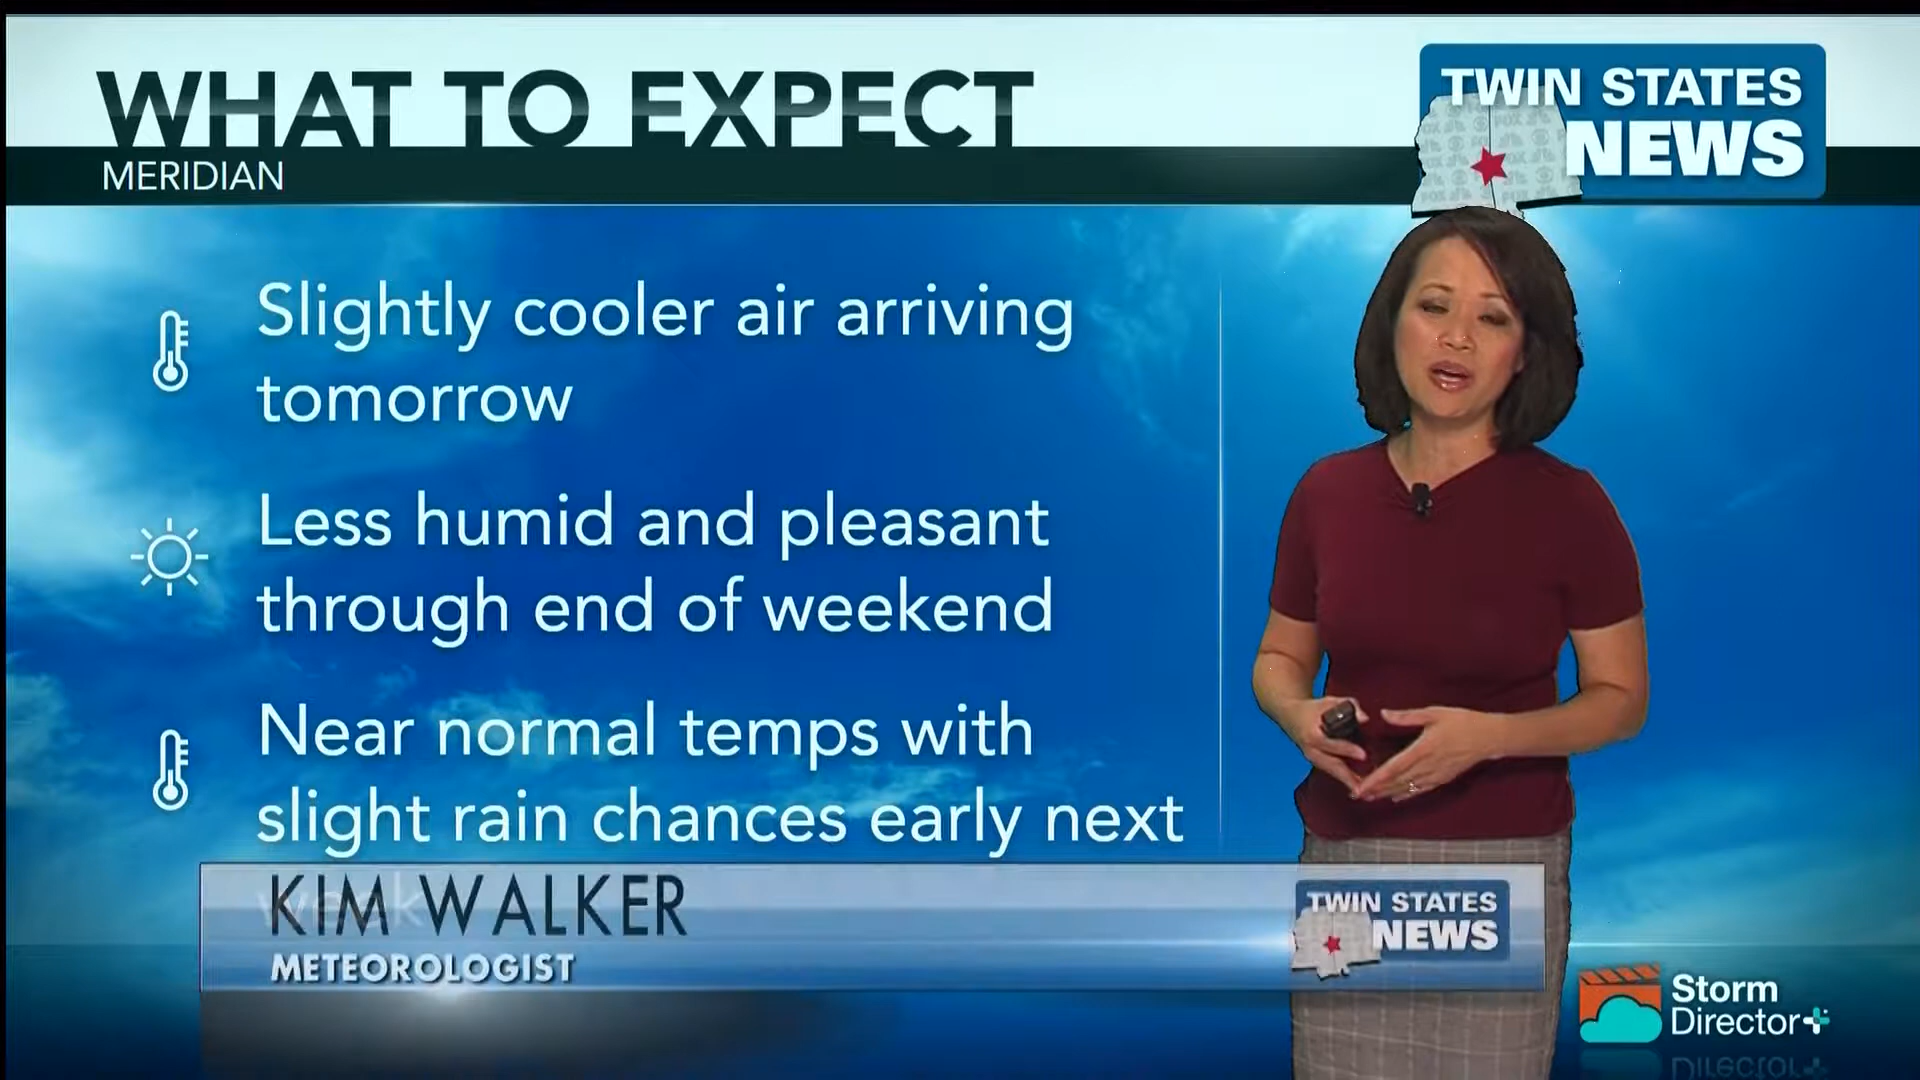 WHAT TO EXPECT
MERIDIAN
TWIN STATES
NEWS
Slightly cooler air arriving
tomorrow
Less humid and pleasant
through end of weekend
Near normal temps with
slight rain chances early next
week
KIM WALKER
METEOROLOGIST
TWIN STATES
NEWS
Storm
Director+